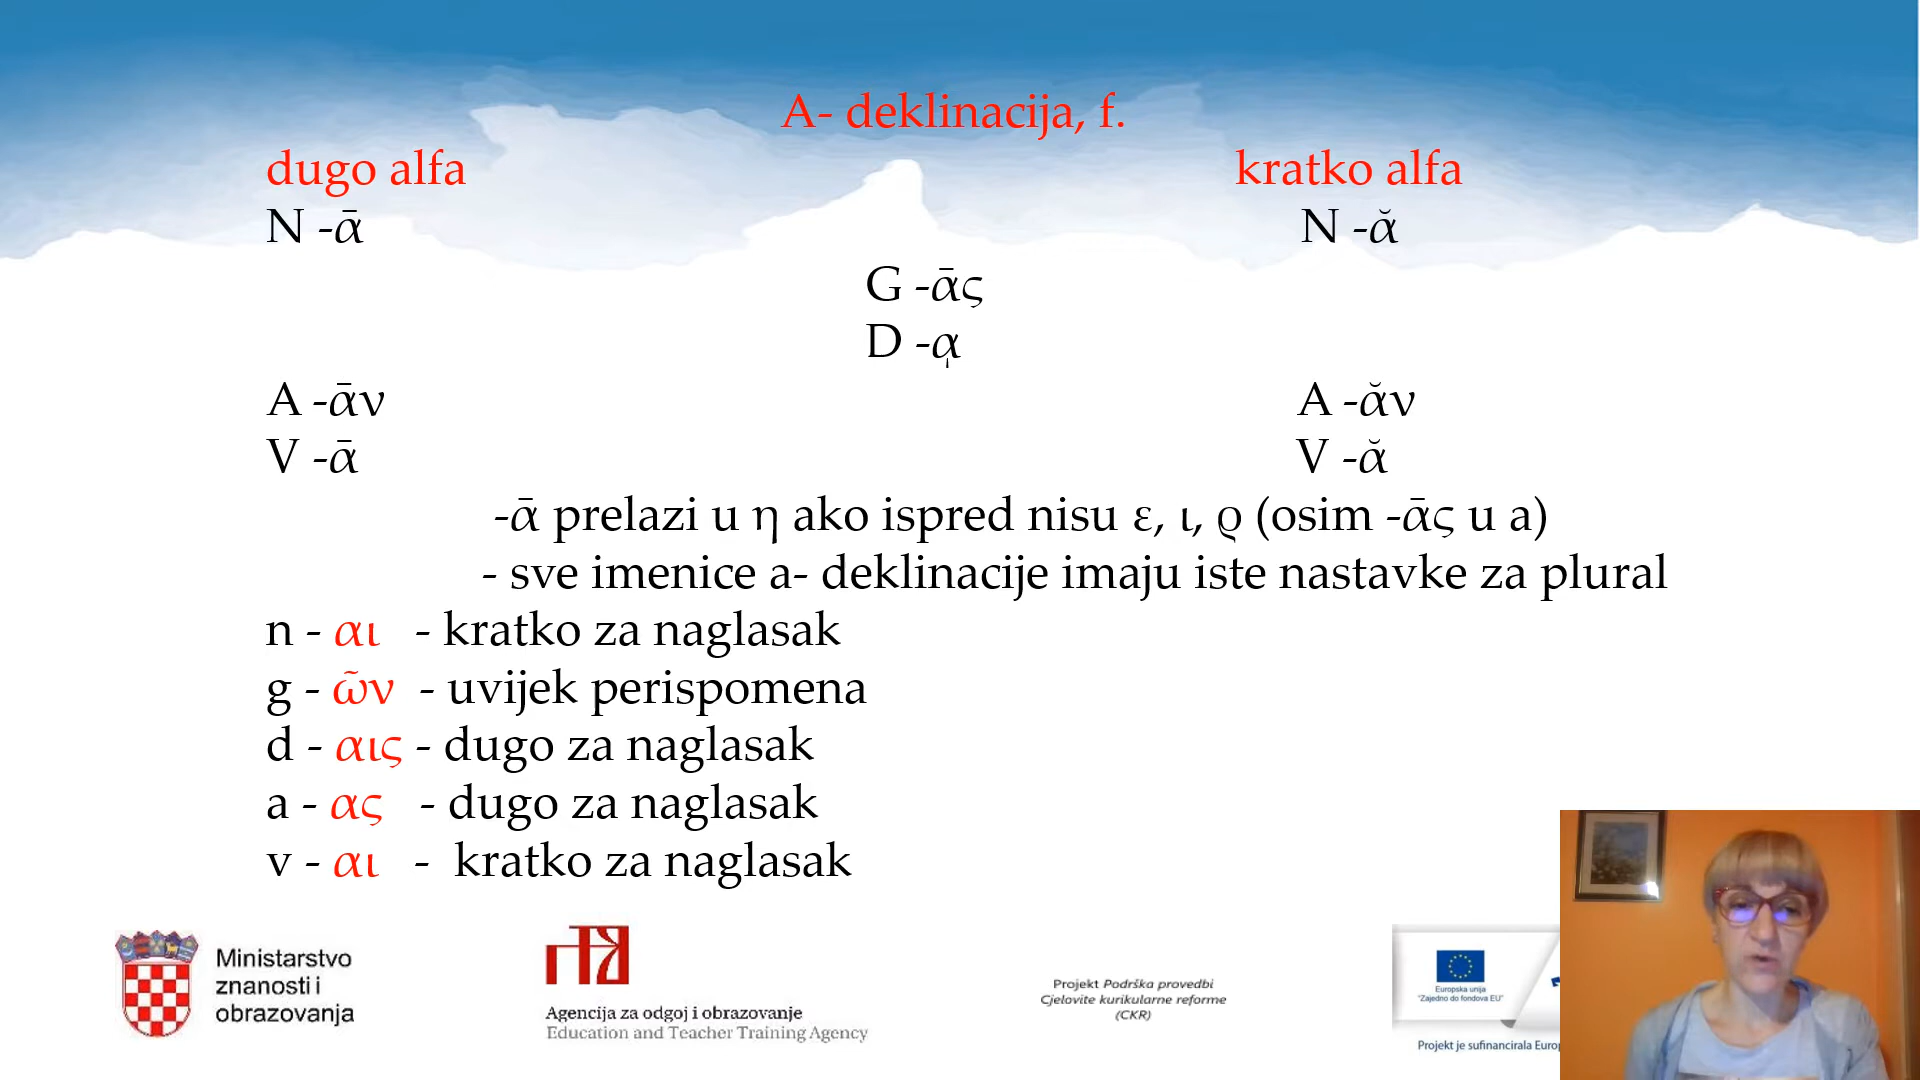 A- deklinacija, f.
dugo alfa kratko alfa
N -ᾱ N -ᾰ
G -ᾱς
D -ᾳ
A -ᾱν A -ᾰν
V -ᾱ V -ᾰ
-ᾱ prelazi u η ako ispred nisu ε, ι, ρ (osim -ᾱς u a)
- sve imenice a- deklinacije imaju iste nastavke za plural
n - αι - kratko za naglasak
g - ῶν - uvijek perispomena
d - αις - dugo za naglasak
a - ας - dugo za naglasak
v - αι - kratko za naglasak
Ministarstvo
znanosti i
obrazovanja
Agencija za odgoj i obrazovanje
Education and Teacher Training Agency
Projekt Podrška provedbi
Cjelovite kurikularne reforme
(CKR)
Europska unija
"Zajedno do fondova EU"
Projekt je sufinancirala